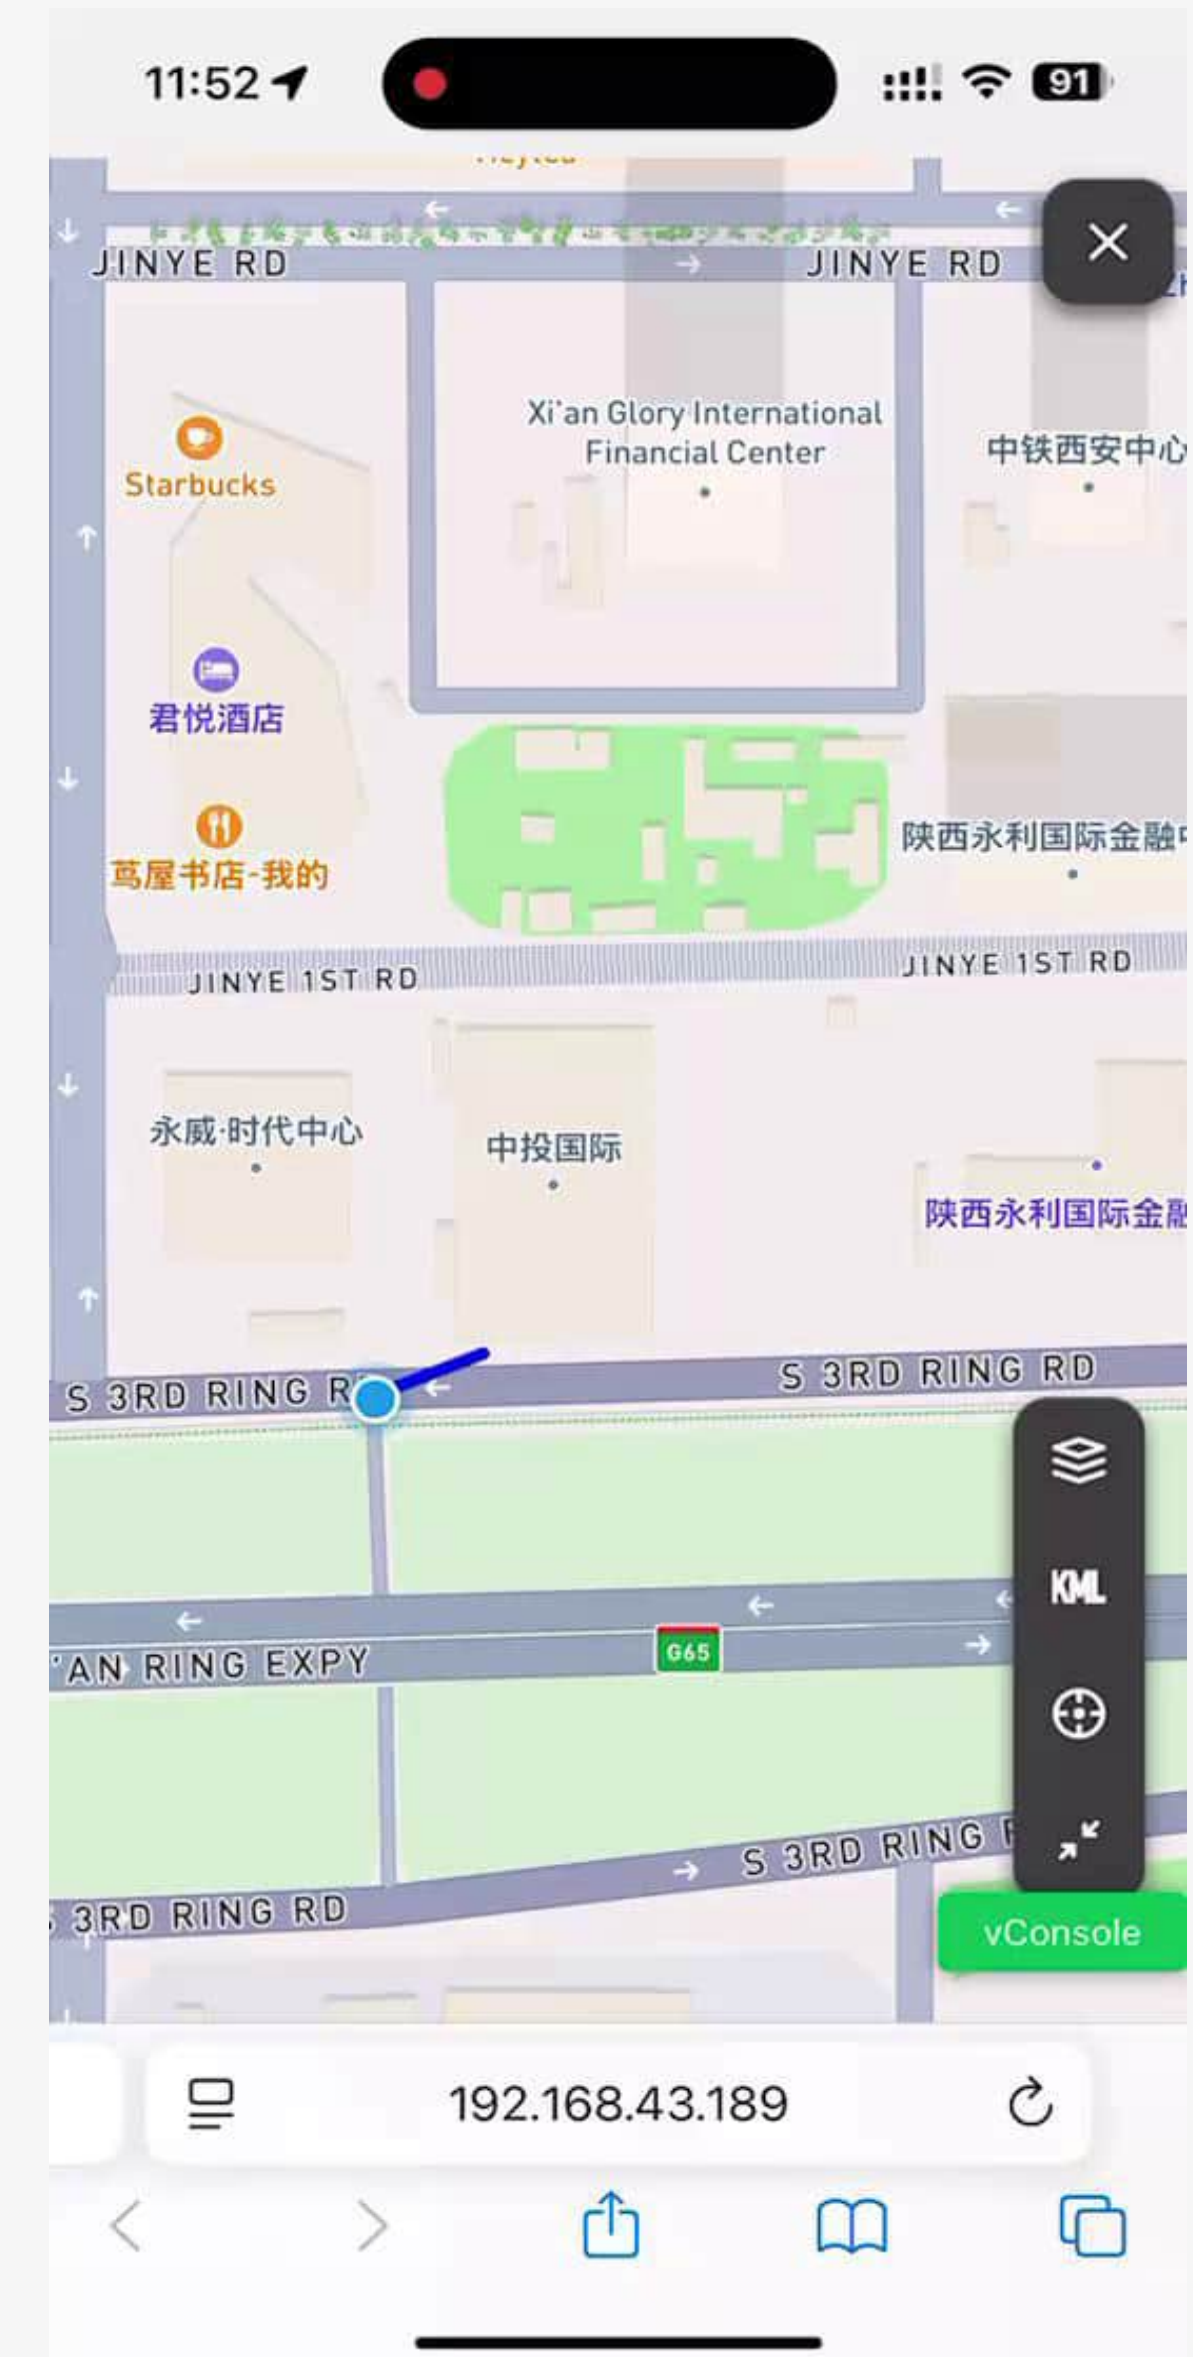 11:52
91
JINYE RD
JINYE RD
Xi'an Glory International
Financial Center
中铁西安中心
Starbucks
君悦酒店
茑屋书店-我的
陕西永利国际金融
JINYE 1ST RD
JINYE 1ST RD
永威·时代中心
中投国际
陕西永利国际金融
S 3RD RING
S 3RD RING RD
KML
'AN RING EXPY
G65
S 3RD RING
3RD RING RD
vConsole
192.168.43.189